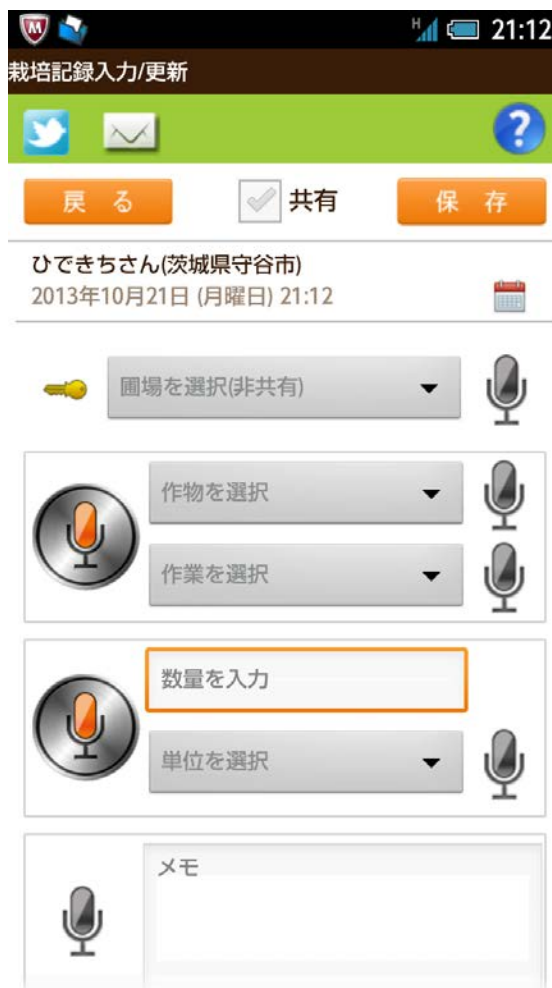 H 21:12
栽培記録入力/更新
?
戻 る 共有 保 存
ひできちさん(茨城県守谷市)
2013年10月21日 (月曜日) 21:12
圃場を選択(非共有)
作物を選択
作業を選択
数量を入力
単位を選択
メモ